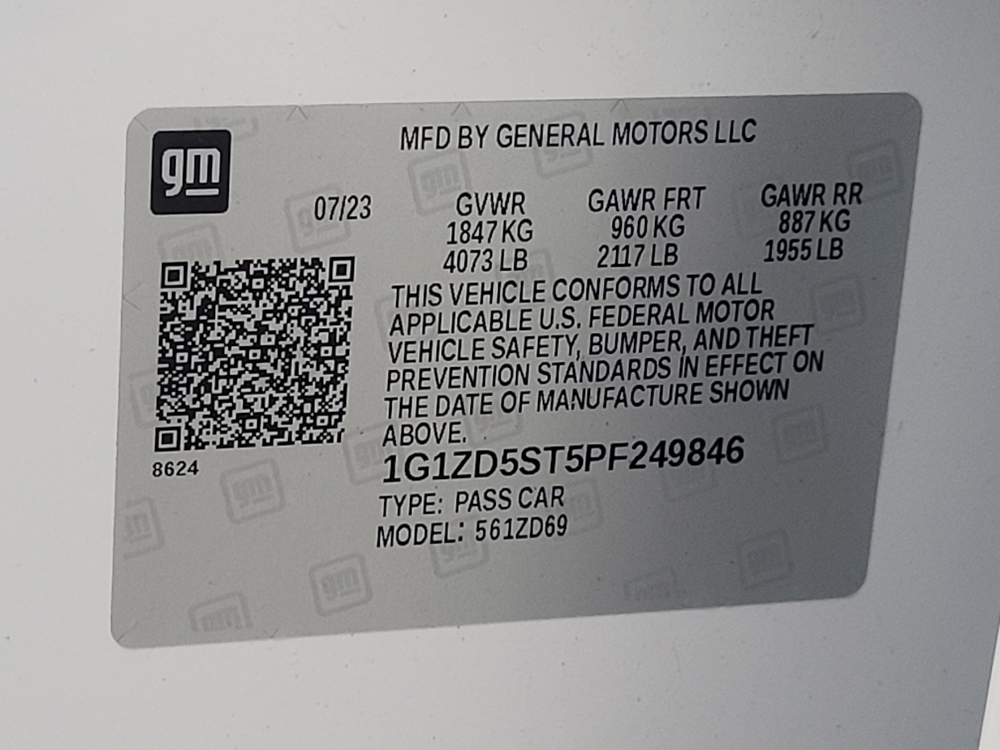 gm
MFD BY GENERAL MOTORS LLC
07/23
GVWR GAWR FRT GAWR RR
1847 KG 960 KG 887 KG
4073 LB 2117 LB 1955 LB
THIS VEHICLE CONFORMS TO ALL
APPLICABLE U.S. FEDERAL MOTOR
VEHICLE SAFETY, BUMPER, AND THEFT
PREVENTION STANDARDS IN EFFECT ON
THE DATE OF MANUFACTURE SHOWN
ABOVE.
8624
1G1ZD5ST5PF249846
TYPE: PASS CAR
MODEL: 561ZD69